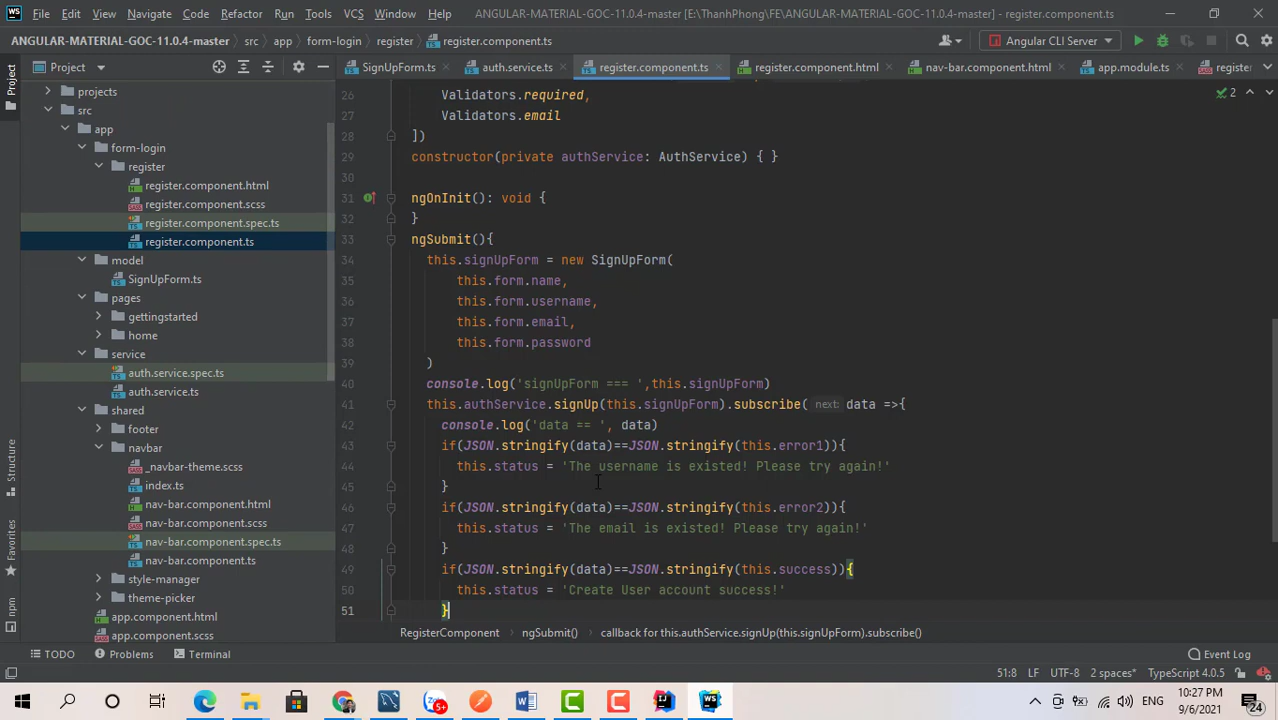 File Edit View Navigate Code Refactor Run Tools VCS Window Help ANGULAR-MATERIAL-GOC-11.0.4-master [E:\ThanhPhong\FE\ANGULAR-MATERIAL-GOC-11.0.4-master] - register.component.ts
ANGULAR-MATERIAL-GOC-11.0.4-master src app form-login register register.component.ts Angular CLI Server
Project SignUpForm.ts auth.service.ts register.component.ts register.component.html nav-bar.component.html app.module.ts register
Project
projects
src
app
form-login
register
register.component.html
register.component.scss
register.component.spec.ts
register.component.ts
model
SignUpForm.ts
pages
gettingstarted
home
service
auth.service.spec.ts
auth.service.ts
shared
footer
navbar
_navbar-theme.scss
index.ts
nav-bar.component.html
nav-bar.component.scss
nav-bar.component.spec.ts
nav-bar.component.ts
style-manager
theme-picker
app.component.html
app.component.scss
Structure
Favorites
npm
2
26 Validators.required,
27 Validators.email
28 ])
29 constructor(private authService: AuthService) { }
30
31 ngOnInit(): void {
32 }
33 ngSubmit(){
34 this.signUpForm = new SignUpForm(
35 this.form.name,
36 this.form.username,
37 this.form.email,
38 this.form.password
39 )
40 console.log('signUpForm === ',this.signUpForm)
41 this.authService.signUp(this.signUpForm).subscribe( next: data =>{
42 console.log('data == ', data)
43 if(JSON.stringify(data)==JSON.stringify(this.error1)){
44 this.status = 'The username is existed! Please try again!'
45 }
46 if(JSON.stringify(data)==JSON.stringify(this.error2)){
47 this.status = 'The email is existed! Please try again!'
48 }
49 if(JSON.stringify(data)==JSON.stringify(this.success)){
50 this.status = 'Create User account success!'
51 }
RegisterComponent ngSubmit() callback for this.authService.signUp(this.signUpForm).subscribe()
TODO Problems Terminal Event Log
51:8 LF UTF-8 2 spaces* TypeScript 4.0.5
10:27 PM
9/6/2021
24
5+